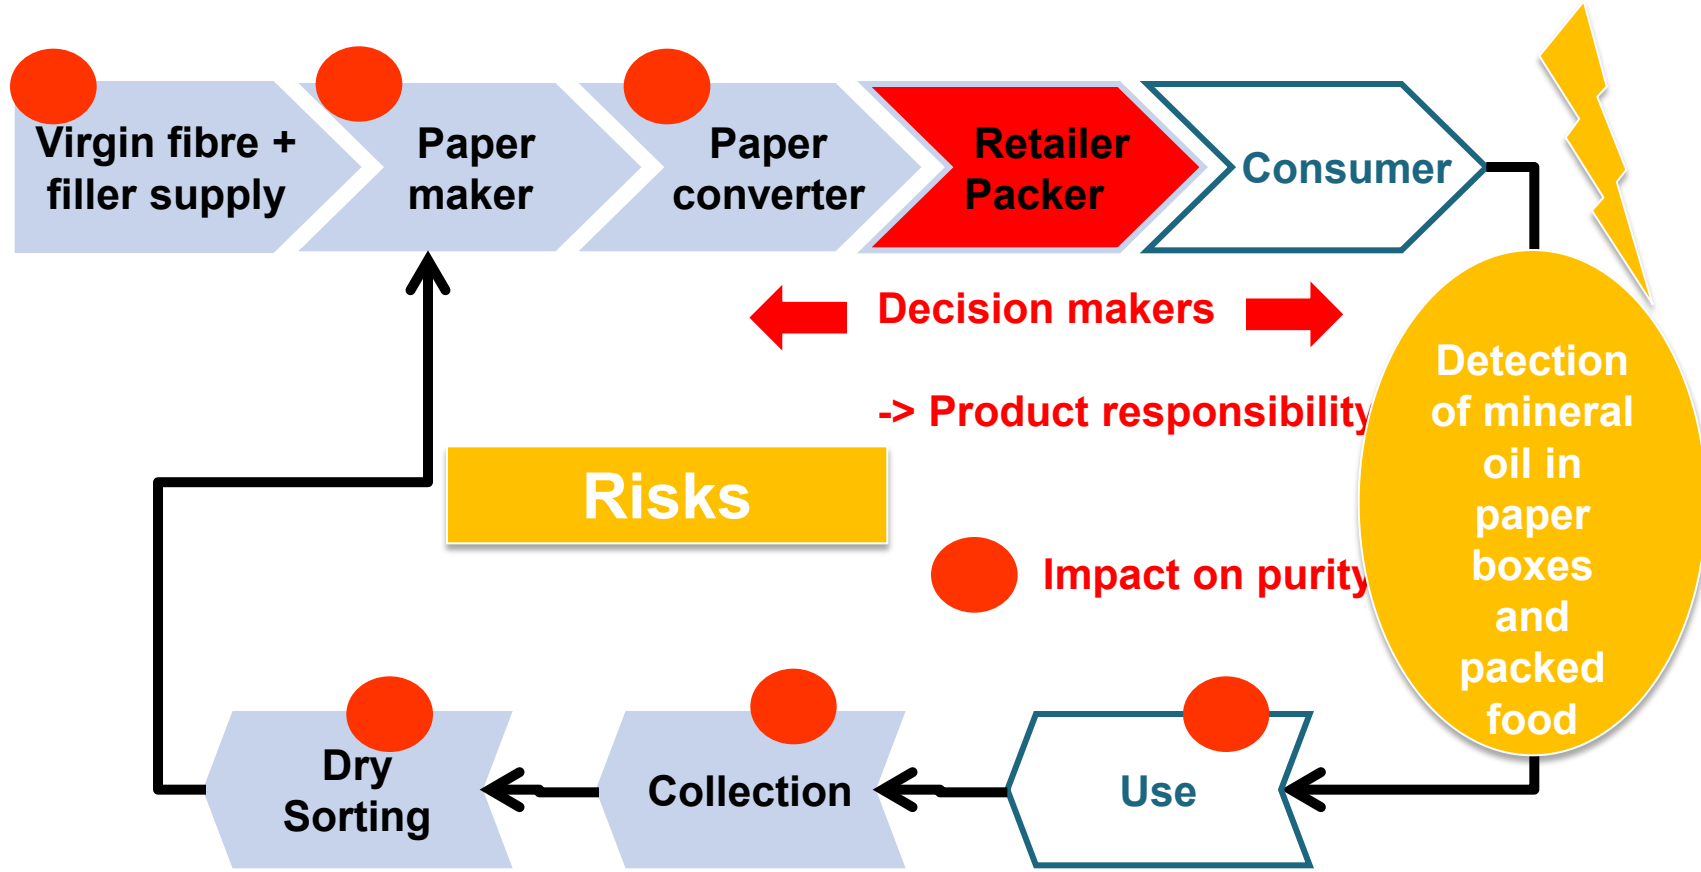 Virgin fibre +
filler supply
Paper
maker
Paper
converter
Retailer
Packer
Consumer
Decision makers
-> Product responsibility
Risks
Impact on purity
Detection
of mineral
oil in
paper
boxes
and
packed
food
Dry
Sorting
Collection
Use